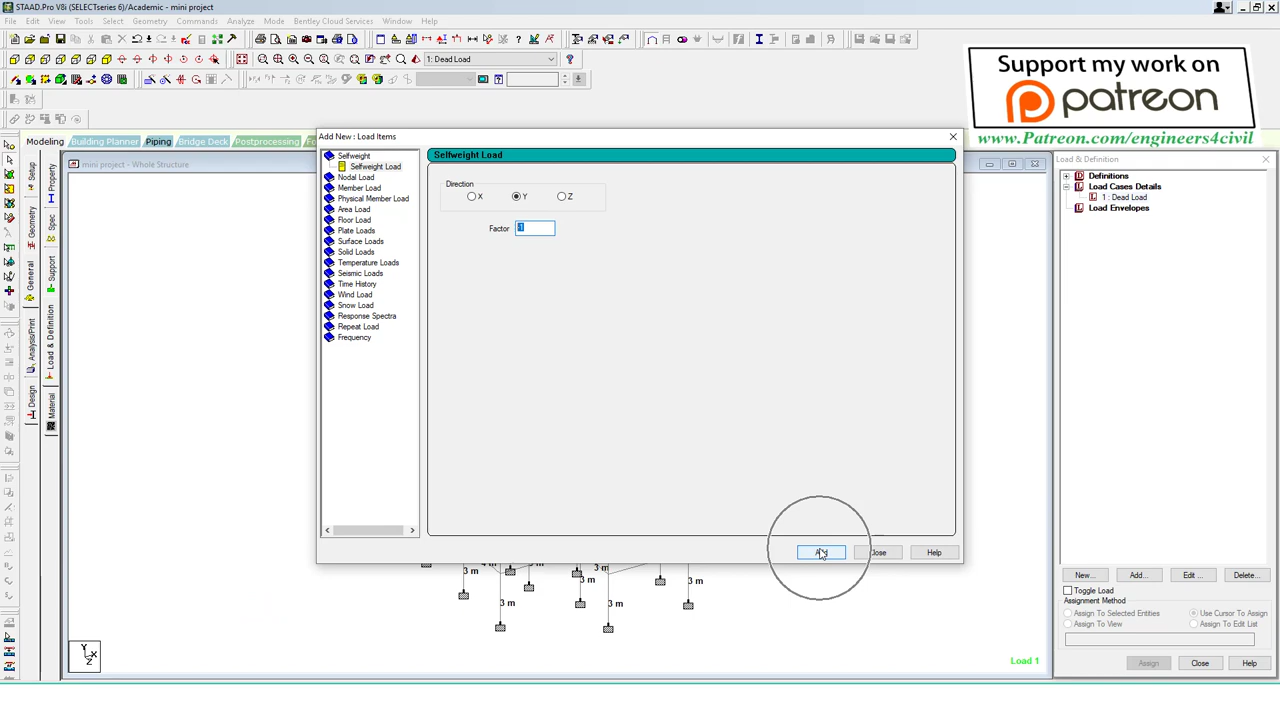 STAAD.Pro V8i (SELECTseries 6)/Academic - mini project
File Edit View Tools Select Geometry Commands Analyze Mode Bentley Cloud Services Window Help
1: Dead Load
Support my work on
patreon
www.Patreon.com/engineers4civil
Modeling Building Planner Piping Bridge Deck Postprocessing
mini project - Whole Structure
Add New : Load Items
Selfweight
Selfweight Load
Nodal Load
Member Load
Physical Member Load
Area Load
Floor Load
Plate Loads
Surface Loads
Solid Loads
Temperature Loads
Seismic Loads
Time History
Wind Load
Snow Load
Response Spectra
Repeat Load
Frequency
Selfweight Load
Direction
X Y Z
Factor
Close Help
Setup
Geometry
General
Analysis/Print
Design
Property
Spec
Support
Load & Definition
Material
3 m
3 m
3 m
3 m
3 m
Y
X
Z
Load 1
Load & Definition
Definitions
Load Cases Details
1 : Dead Load
Load Envelopes
New... Add... Edit ... Delete...
Toggle Load
Assignment Method
Assign To Selected Entities Use Cursor To Assign
Assign To View Assign To Edit List
Assign Close Help